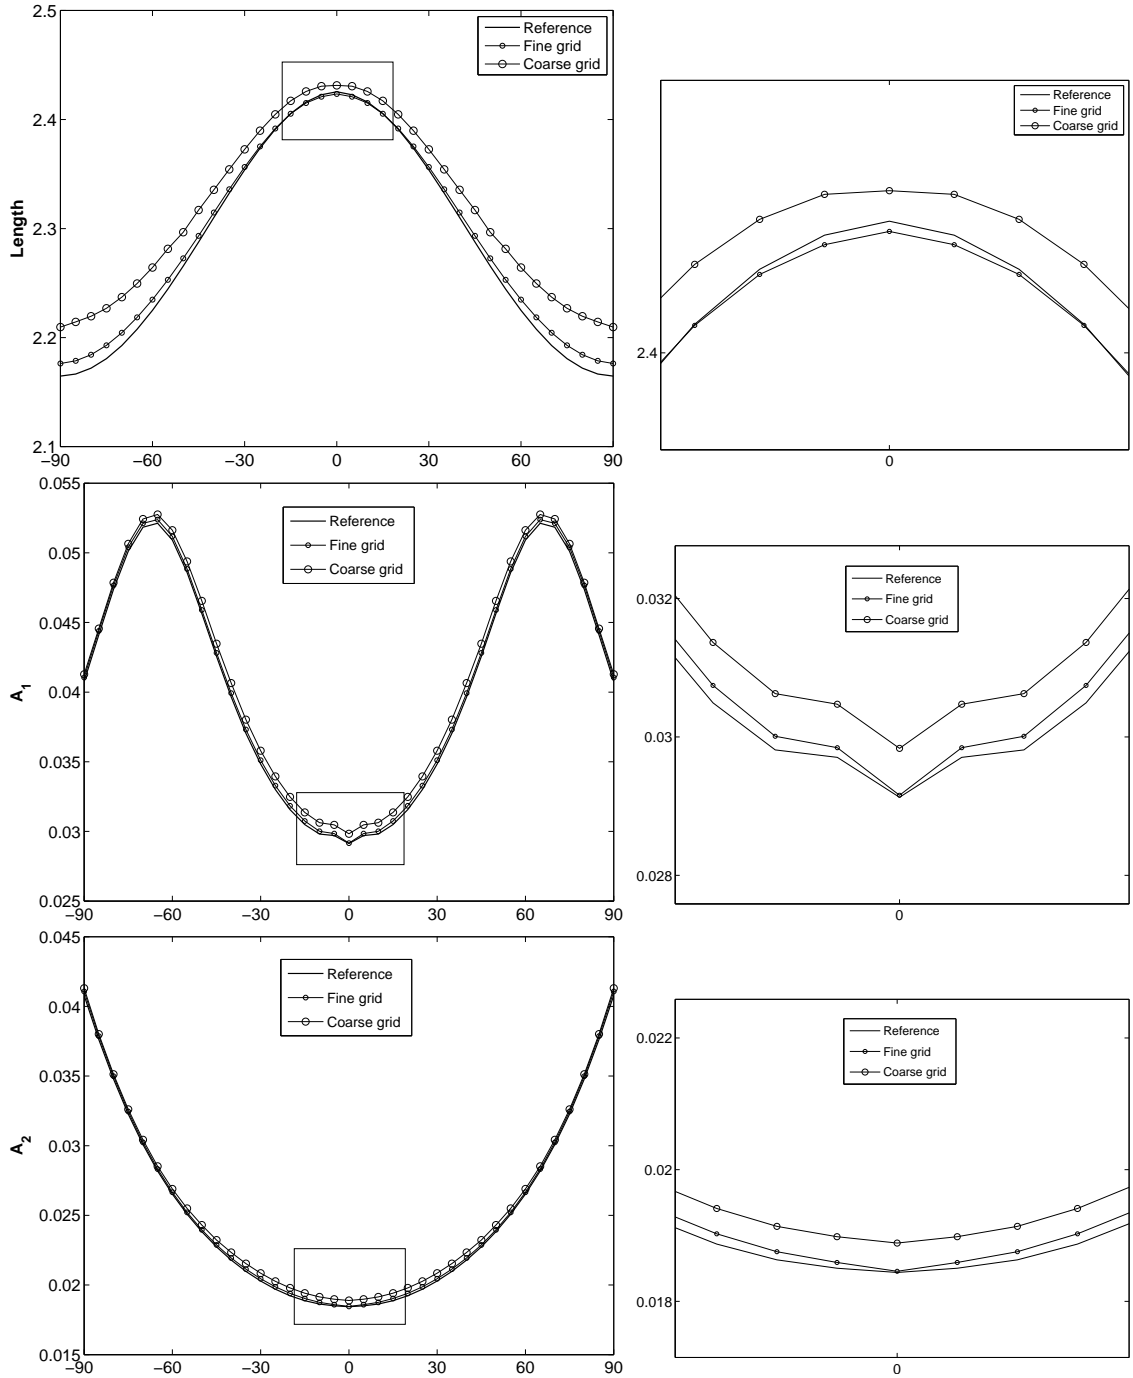 2.5
2.4
2.3
2.2
2.1
Length
−90 −60 −30 0 30 60 90
Reference
Fine grid
Coarse grid
2.4
0
Reference
Fine grid
Coarse grid
0.055
0.05
0.045
0.04
0.035
0.03
0.025
A1
−90 −60 −30 0 30 60 90
Reference
Fine grid
Coarse grid
0.032
0.03
0.028
0
Reference
Fine grid
Coarse grid
0.045
0.04
0.035
0.03
0.025
0.02
0.015
A2
−90 −60 −30 0 30 60 90
Reference
Fine grid
Coarse grid
0.022
0.02
0.018
0
Reference
Fine grid
Coarse grid